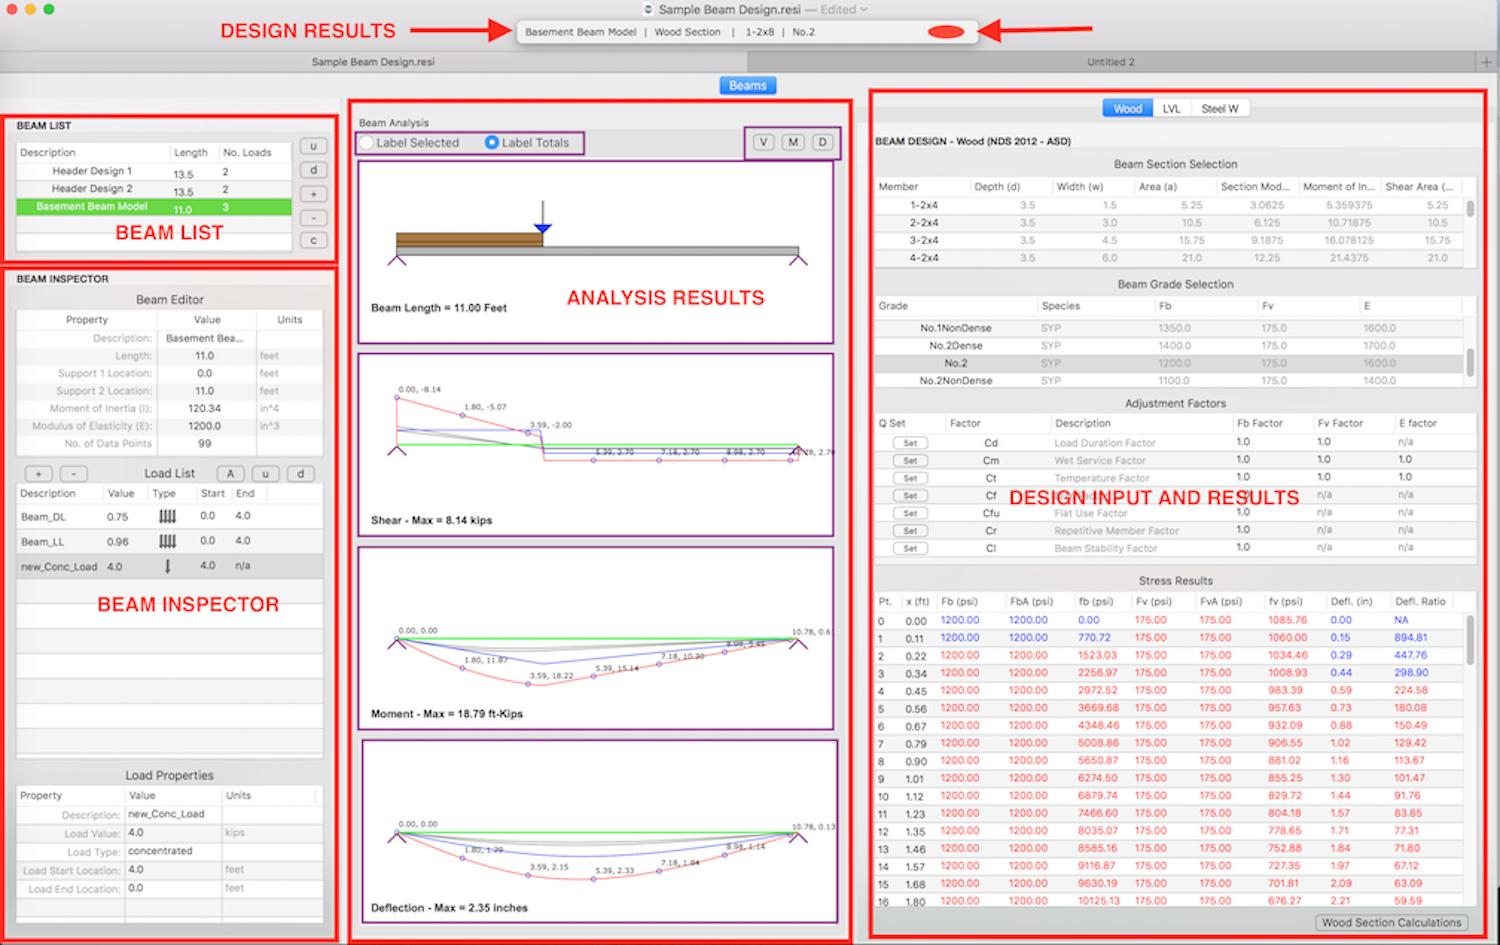 Sample Beam Design.resi — Edited
DESIGN RESULTS
Basement Beam Model | Wood Section | 1-2x8 | No.2
Sample Beam Design.resi
Untitled 2
+
Beams
BEAM LIST
Description Length No. Loads
Header Design 1 13.5 2
Header Design 2 13.5 2
Basement Beam Model 11.0 3
u
d
+
-
c
BEAM LIST
BEAM INSPECTOR
Beam Editor
Property Value Units
Description: Basement Bea...
Length: 11.0 feet
Support 1 Location: 0.0 feet
Support 2 Location: 11.0 feet
Moment of Inertia (I): 120.34 in^4
Modulus of Elasticity (E): 1200.0 in^3
No. of Data Points 99
+ - Load List A u d
Description Value Type Start End
Beam_DL 0.75 0.0 4.0
Beam_LL 0.96 0.0 4.0
new_Conc_Load 4.0 4.0 n/a
BEAM INSPECTOR
Load Properties
Property Value Units
Description: new_Conc_Load
Load Value: 4.0 kips
Load Type: concentrated
Load Start Location: 4.0 feet
Load End Location: 0.0 feet
Beam Analysis
Label Selected Label Totals V M D
ANALYSIS RESULTS
Beam Length = 11.00 Feet
0.00, -8.14
1.80, -5.07
3.59, -2.00
5.39, 2.70 7.18, 2.70 8.98, 2.70 10.78, 2.70
Shear - Max = 8.14 kips
0.00, 0.00
1.80, 11.87
3.59, 18.22
5.39, 15.14
7.18, 10.30
8.98, 5.45
10.78, 0.6
Moment - Max = 18.79 ft-Kips
0.00, 0.00
1.80, 1.29
3.59, 2.15
5.39, 2.33
7.18, 1.94
8.98, 1.14
10.78, 0.13
Deflection - Max = 2.35 inches
Wood LVL Steel W
BEAM DESIGN - Wood (NDS 2012 - ASD)
Beam Section Selection
Member Depth (d) Width (w) Area (a) Section Mod... Moment of In... Shear Area (...
1-2x4 3.5 1.5 5.25 3.0625 5.359375 5.25
2-2x4 3.5 3.0 10.5 6.125 10.71875 10.5
3-2x4 3.5 4.5 15.75 9.1875 16.078125 15.75
4-2x4 3.5 6.0 21.0 12.25 21.4375 21.0
Beam Grade Selection
Grade Species Fb Fv E
No.1NonDense SYP 1350.0 175.0 1600.0
No.2Dense SYP 1400.0 175.0 1700.0
No.2 SYP 1200.0 175.0 1600.0
No.2NonDense SYP 1100.0 175.0 1400.0
Adjustment Factors
Q Set Factor Description Fb Factor Fv Factor E factor
Set Cd Load Duration Factor 1.0 1.0 n/a
Set Cm Wet Service Factor 1.0 1.0 1.0
Set Ct Temperature Factor 1.0 1.0 1.0
Set Cf n/a n/a
DESIGN INPUT AND RESULTS
Set Cfu Flat Use Factor 1.0 n/a n/a
Set Cr Repetitive Member Factor 1.0 n/a n/a
Set Cl Beam Stability Factor 1.0 n/a n/a
Stress Results
Pt. x (ft) Fb (psi) FbA (psi) fb (psi) Fv (psi) FvA (psi) fv (psi) Defl. (in) Defl. Ratio
0 0.00 1200.00 1200.00 0.00 175.00 175.00 1085.76 0.00 NA
1 0.11 1200.00 1200.00 770.72 175.00 175.00 1060.00 0.15 894.81
2 0.22 1200.00 1200.00 1523.03 175.00 175.00 1034.46 0.29 447.76
3 0.34 1200.00 1200.00 2256.97 175.00 175.00 1008.93 0.44 298.90
4 0.45 1200.00 1200.00 2972.52 175.00 175.00 983.39 0.59 224.58
5 0.56 1200.00 1200.00 3669.68 175.00 175.00 957.63 0.73 180.08
6 0.67 1200.00 1200.00 4348.46 175.00 175.00 932.09 0.88 150.49
7 0.79 1200.00 1200.00 5008.86 175.00 175.00 906.55 1.02 129.42
8 0.90 1200.00 1200.00 5650.87 175.00 175.00 881.02 1.16 113.67
9 1.01 1200.00 1200.00 6274.50 175.00 175.00 855.25 1.30 101.47
10 1.12 1200.00 1200.00 6879.74 175.00 175.00 829.72 1.44 91.76
11 1.23 1200.00 1200.00 7466.60 175.00 175.00 804.18 1.57 83.85
12 1.35 1200.00 1200.00 8035.07 175.00 175.00 778.65 1.71 77.31
13 1.46 1200.00 1200.00 8585.16 175.00 175.00 752.88 1.84 71.80
14 1.57 1200.00 1200.00 9116.87 175.00 175.00 727.35 1.97 67.12
15 1.68 1200.00 1200.00 9630.19 175.00 175.00 701.81 2.09 63.09
16 1.80 1200.00 1200.00 10125.13 175.00 175.00 676.27 2.21 59.59
Wood Section Calculations